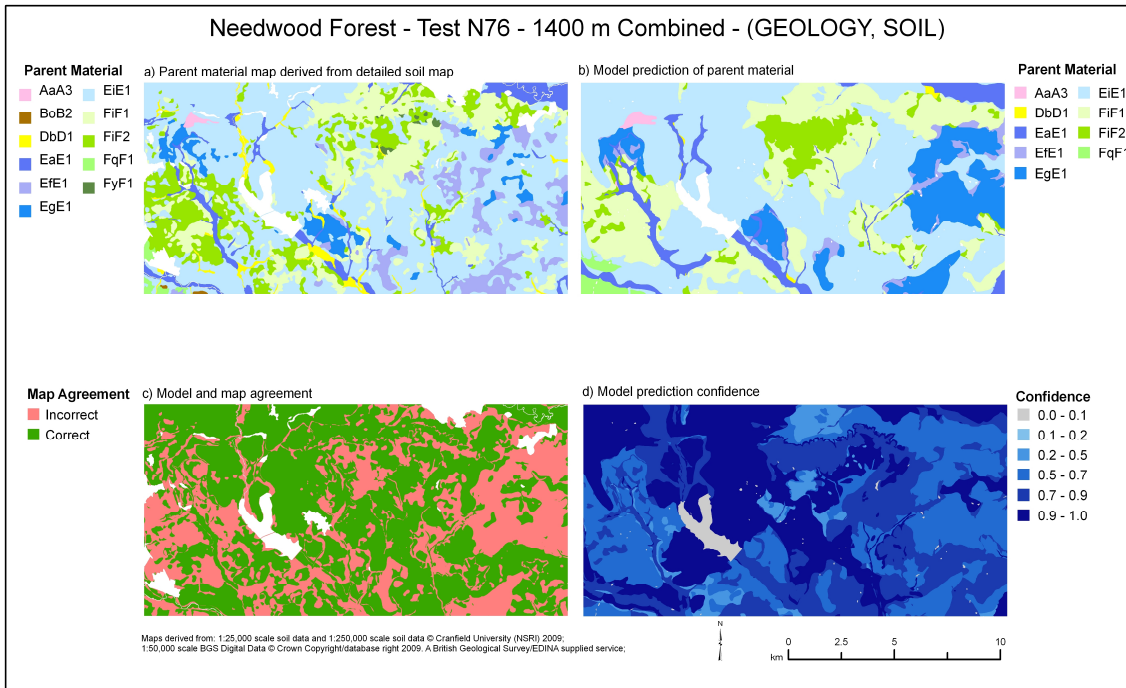 Needwood Forest - Test N76 - 1400 m Combined - (GEOLOGY, SOIL)
Parent Material
AaA3 EiE1
BoB2 FiF1
DbD1 FiF2
EaE1 FqF1
EfE1 FyF1
EgE1
a) Parent material map derived from detailed soil map
b) Model prediction of parent material
Parent Material
AaA3 EiE1
DbD1 FiF1
EaE1 FiF2
EfE1 FqF1
EgE1
Map Agreement
Incorrect
Correct
c) Model and map agreement
d) Model prediction confidence
Confidence
0.0 - 0.1
0.1 - 0.2
0.2 - 0.5
0.5 - 0.7
0.7 - 0.9
0.9 - 1.0
Maps derived from: 1:25,000 scale soil data and 1:250,000 scale soil data © Cranfield University (NSRI) 2009;
1:50,000 scale BGS Digital Data © Crown Copyright/database right 2009. A British Geological Survey/EDINA supplied service;
N
0 2.5 5 10
km